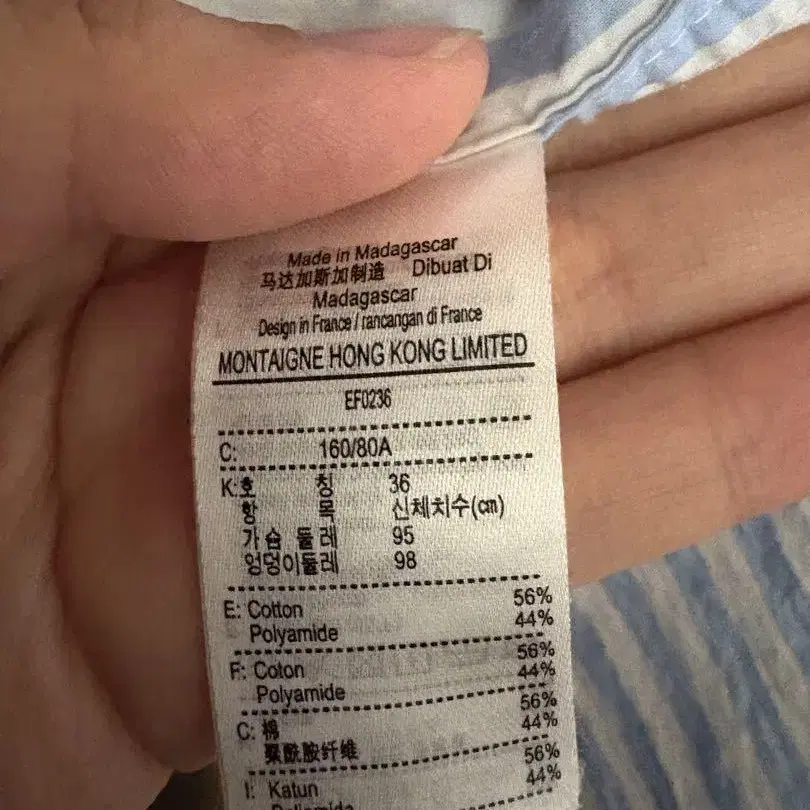 Made in Madagascar
马达加斯加制造 Dibuat Di
Madagascar
Design in France / rancangan di France
MONTAIGNE HONG KONG LIMITED
EF0236
C: 160/80A
K: 호 칭 36
항 목 신체치수(cm)
가슴 둘레 95
엉덩이둘레 98
E: Cotton 56%
Polyamide 44%
F: Coton 56%
Polyamide 44%
C: 棉 56%
聚酰胺纤维 44%
I: Katun 56%
Poliamida 44%